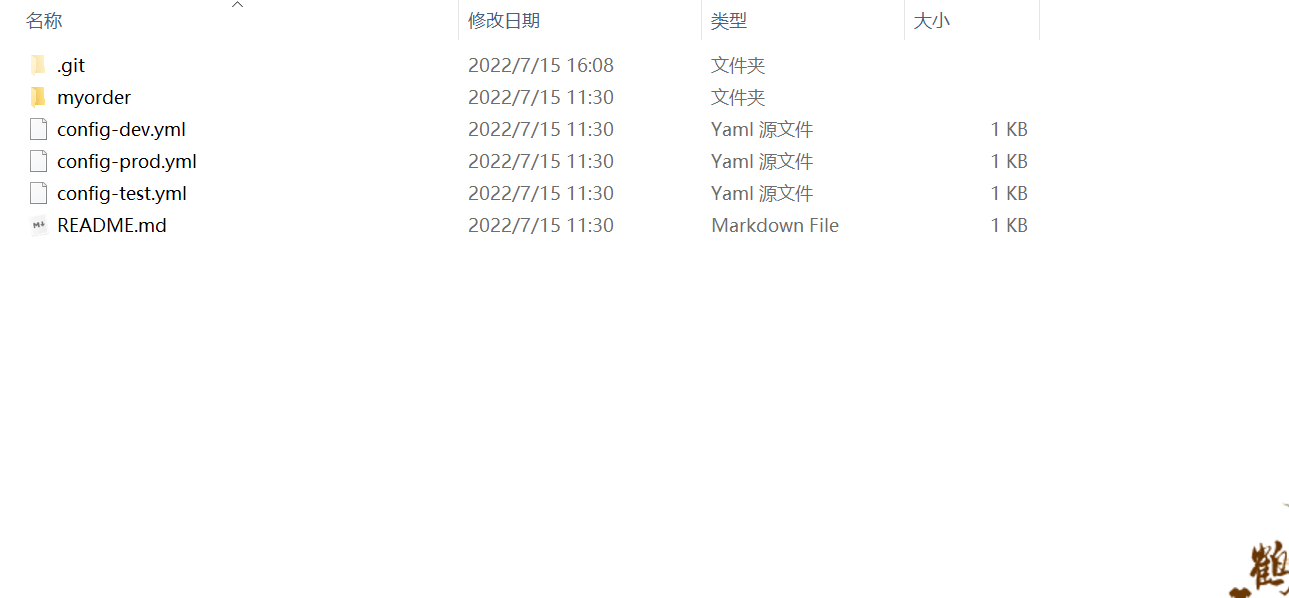 名称 修改日期 类型 大小
.git 2022/7/15 16:08 文件夹
myorder 2022/7/15 11:30 文件夹
config-dev.yml 2022/7/15 11:30 Yaml 源文件 1 KB
config-prod.yml 2022/7/15 11:30 Yaml 源文件 1 KB
config-test.yml 2022/7/15 11:30 Yaml 源文件 1 KB
M↓ README.md 2022/7/15 11:30 Markdown File 1 KB
鹤